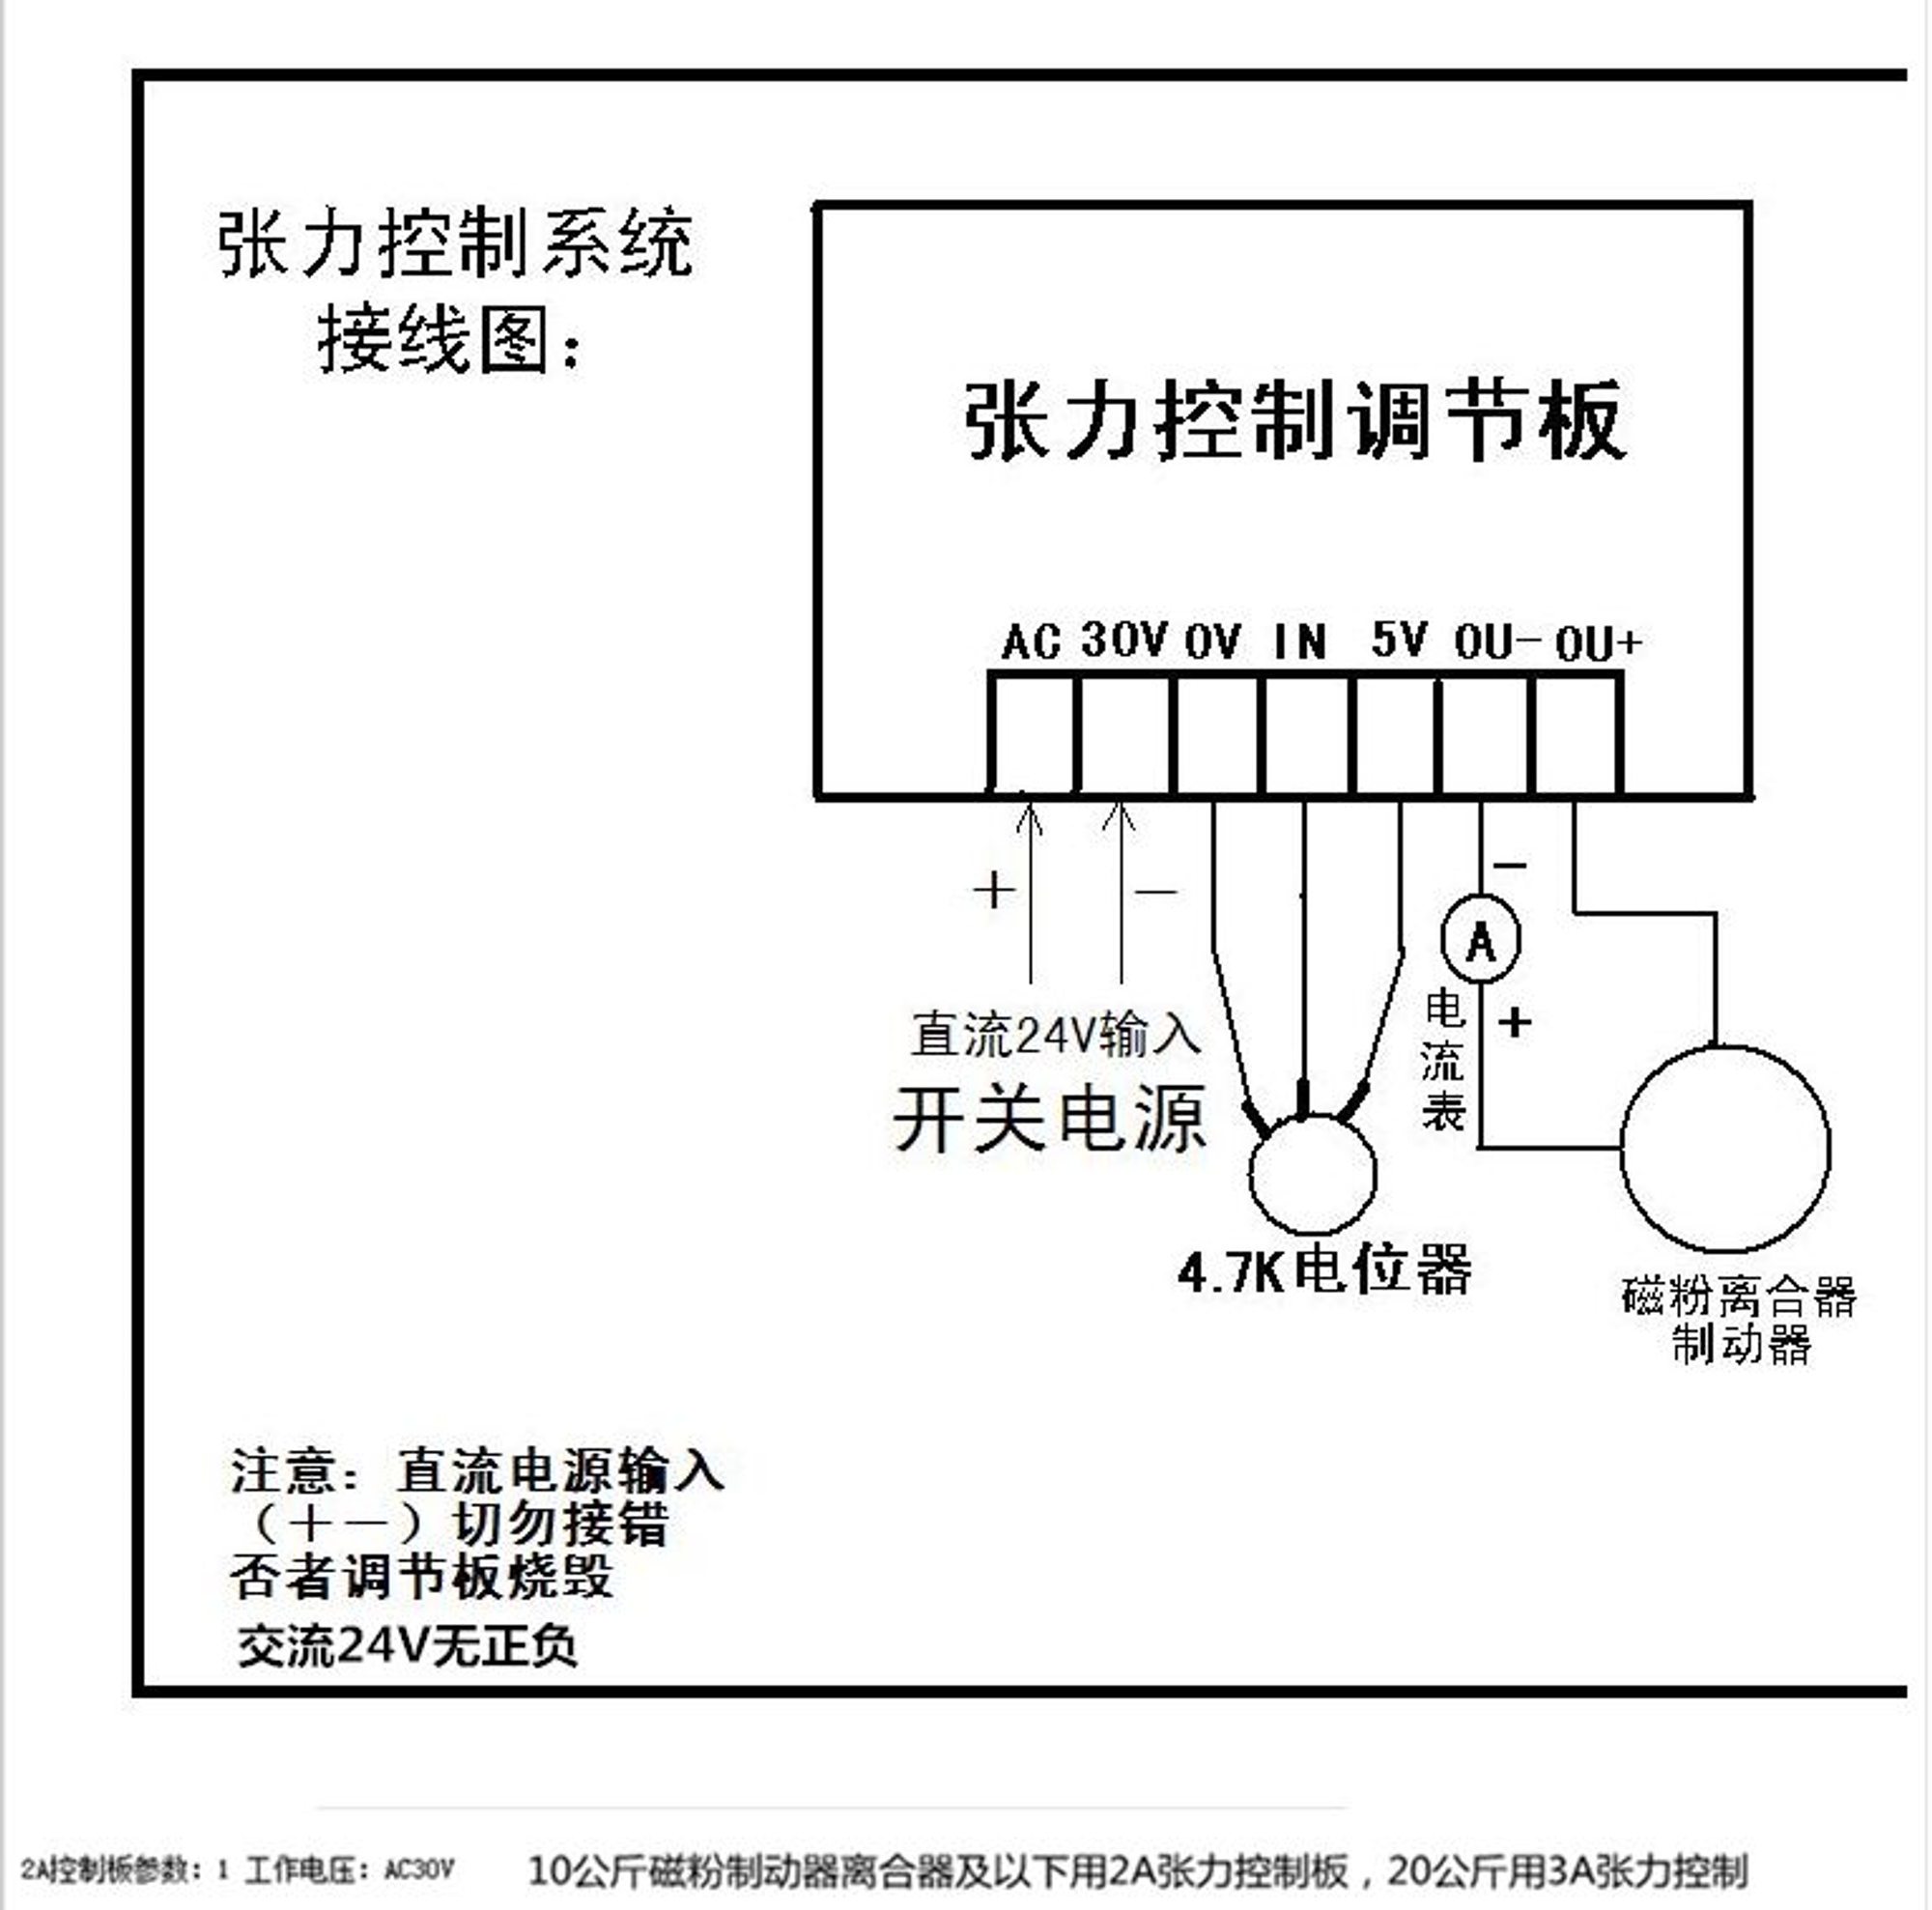 张力控制系统
接线图：
张力控制调节板
AC 30V 0V IN 5V 0U- 0U+
+ − −
A
+
电流表
直流24V输入
开关电源
4.7K电位器
磁粉离合器
制动器
注意：直流电源输入
（+−）切勿接错
否者调节板烧毁
交流24V无正负
2A控制板参数：1 工作电压：AC30V 10公斤磁粉制动器离合器及以下用2A张力控制板，20公斤用3A张力控制